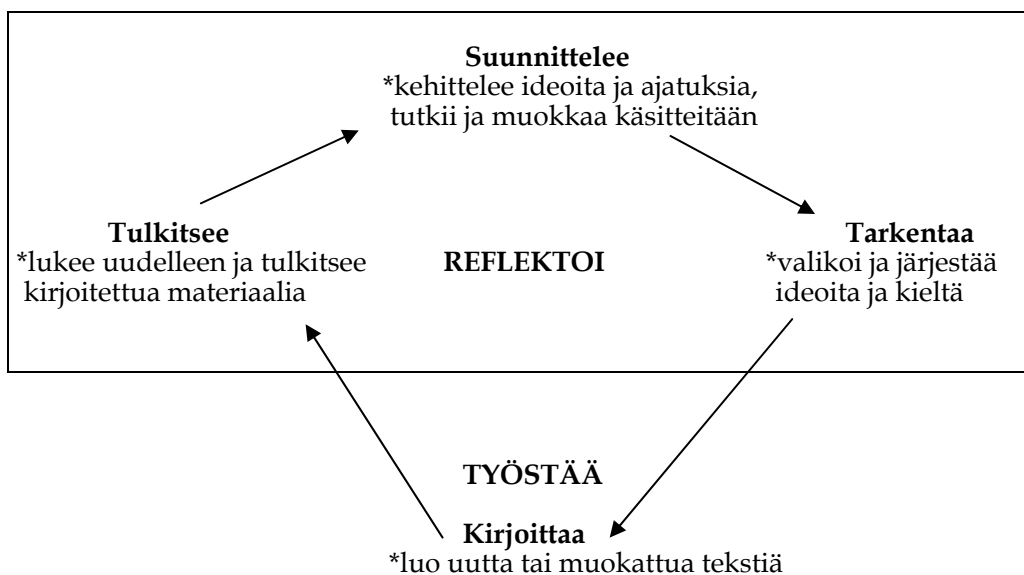 Suunnittelee
*kehittelee ideoita ja ajatuksia,
tutkii ja muokkaa käsitteitään
Tulkitsee
*lukee uudelleen ja tulkitsee
kirjoitettua materiaalia
REFLEKTOI
Tarkentaa
*valikoi ja järjestää
ideoita ja kieltä
TYÖSTÄÄ
Kirjoittaa
*luo uutta tai muokattua tekstiä